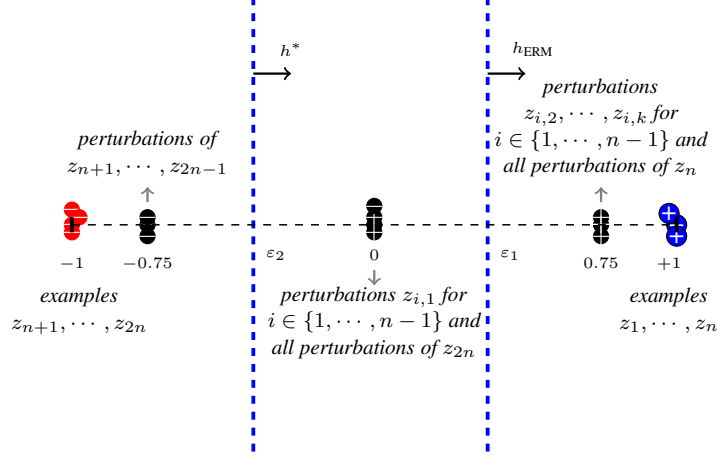 h*
h_ERM
perturbations
z_{i,2}, ⋯ , z_{i,k} for
i ∈ {1, ⋯ , n − 1} and
all perturbations of z_n
perturbations of
z_{n+1}, ⋯ , z_{2n−1}
−1
−0.75
ε_2
0
ε_1
0.75
+1
examples
z_{n+1}, ⋯ , z_{2n}
perturbations z_{i,1} for
i ∈ {1, ⋯ , n − 1} and
all perturbations of z_{2n}
examples
z_1, ⋯ , z_n